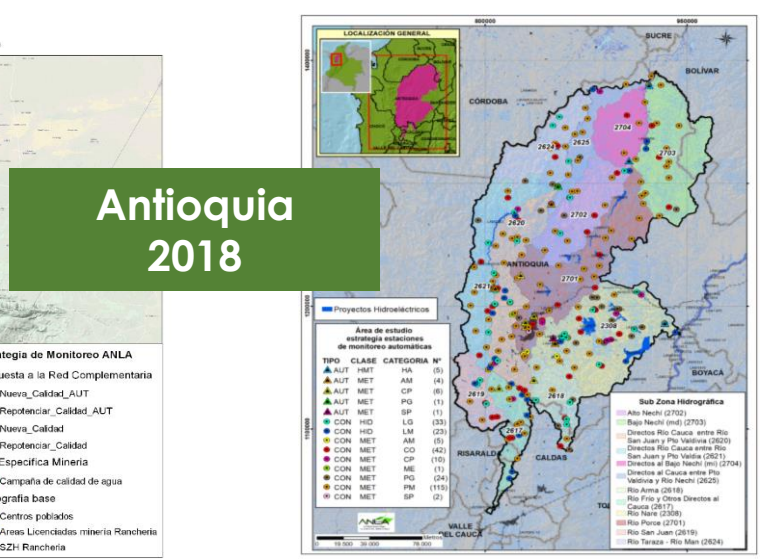 Antioquia
2018
ategia de Monitoreo ANLA
uesta a la Red Complementaria
Nueva_Calidad_AUT
Repotenciar_Calidad_AUT
Nueva_Calidad
Repotenciar_Calidad
Especifica Mineria
Campaña de calidad de agua
ografia base
Centros poblados
Areas Licenciadas mineria Rancheria
SZH Rancheria
LOCALIZACIÓN GENERAL
SUCRE
BOLÍVAR
CÓRDOBA
2704
2624
2625
2703
2620
2702
ANTIOQUIA
2701
2621
2308
BOYACÁ
2619
2618
2617
RISARALDA
CALDAS
VALLE
DEL CAUCA
Proyectos Hidroeléctricos
Área de estudio
estrategia estaciones
de monitoreo automáticas
TIPO CLASE CATEGORIA N°
AUT HMT HA (5)
AUT MET AM (4)
AUT MET CP (6)
AUT MET PG (1)
AUT MET SP (1)
CON HID LG (33)
CON HID LM (23)
CON MET AM (5)
CON MET CO (42)
CON MET CP (10)
CON MET ME (1)
CON MET PG (24)
CON MET PM (115)
CON MET SP (2)
ANLA
Sub Zona Hidrográfica
Alto Nechí (2702)
Bajo Nechí (md) (2703)
Directos Río Cauca entre Río
San Juan y Pto Valdivia (2620)
Directos Río Cauca entre Río
San Juan y Pto Valdivia (2621)
Directos al Bajo Nechí (mi) (2704)
Directos al Cauca entre Pto
Valdivia y Río Nechí (2625)
Río Arma (2618)
Río Frío y Otros Directos al
Cauca (2617)
Río Nare (2308)
Río Porce (2701)
Río San Juan (2619)
Río Taraza - Río Man (2624)